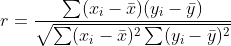 r = \frac{\sum (x_i - \bar{x})(y_i - \bar{y})}{\sqrt{\sum (x_i - \bar{x})^2 \sum (y_i - \bar{y})^2}}